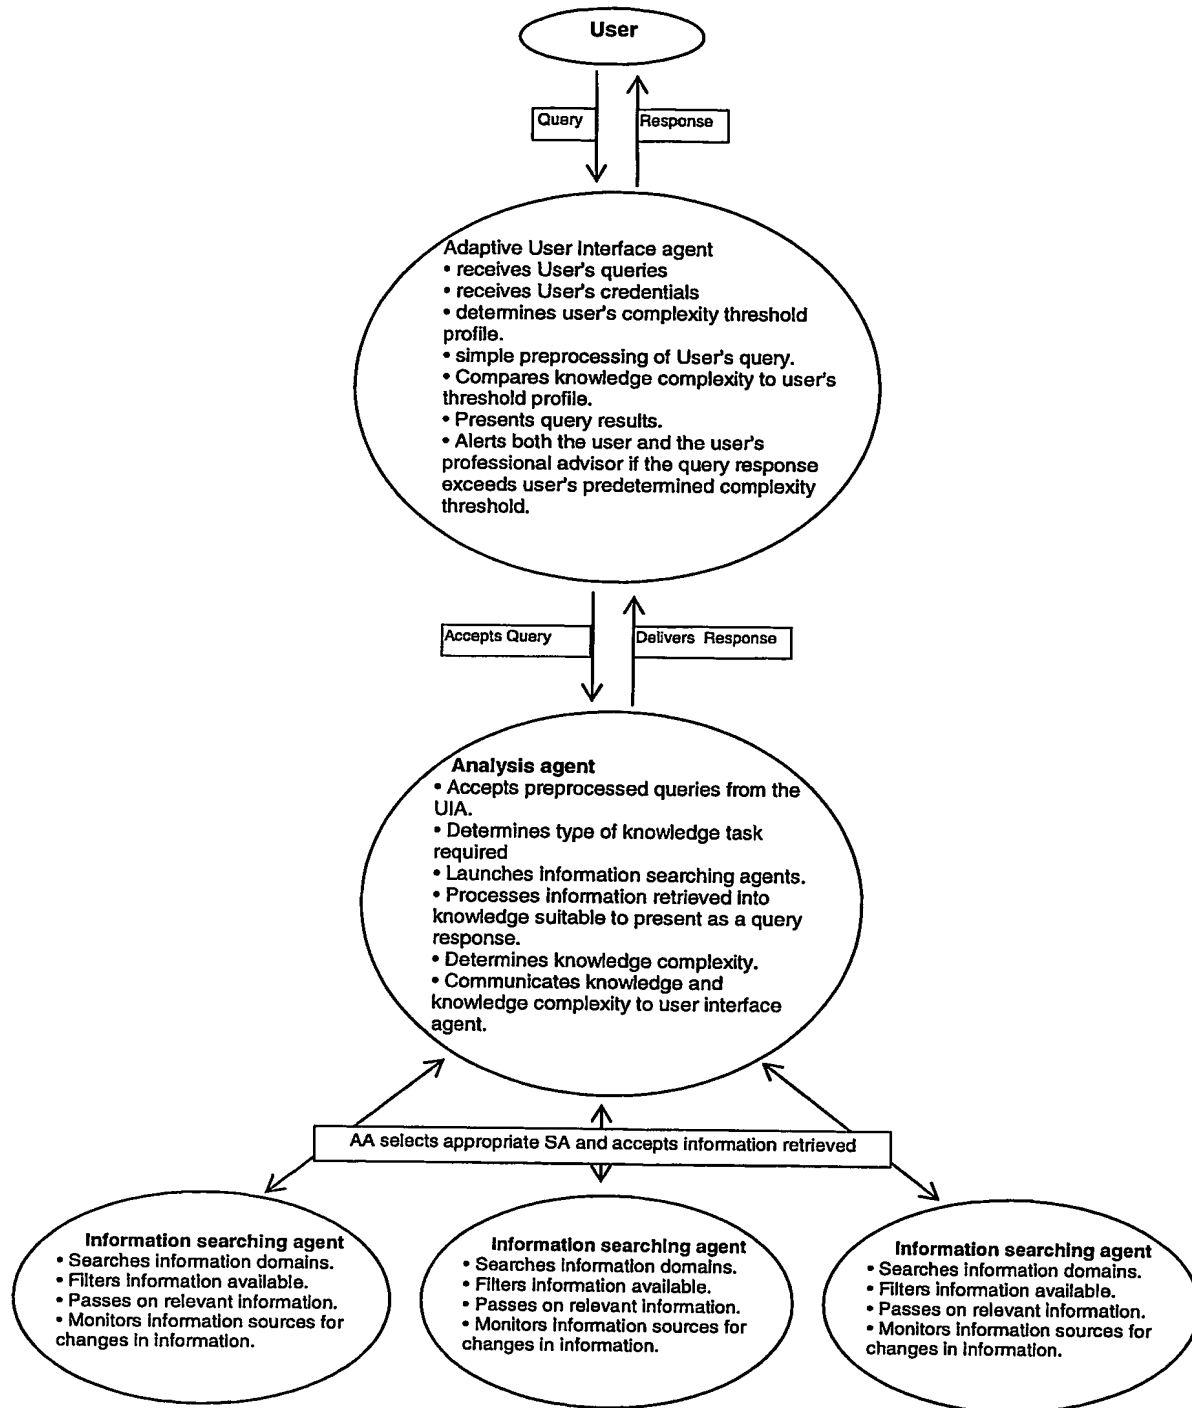 User
Query
Response
Adaptive User Interface agent
• receives User's queries
• receives User's credentials
• determines user's complexity threshold
profile.
• simple preprocessing of User's query.
• Compares knowledge complexity to user's
threshold profile.
• Presents query results.
• Alerts both the user and the user's
professional advisor if the query response
exceeds user's predetermined complexity
threshold.
Accepts Query
Delivers Response
Analysis agent
• Accepts preprocessed queries from the
UIA.
• Determines type of knowledge task
required
• Launches information searching agents.
• Processes information retrieved into
knowledge suitable to present as a query
response.
• Determines knowledge complexity.
• Communicates knowledge and
knowledge complexity to user interface
agent.
AA selects appropriate SA and accepts information retrieved
Information searching agent
• Searches information domains.
• Filters information available.
• Passes on relevant information.
• Monitors information sources for
changes in information.
Information searching agent
• Searches information domains.
• Filters information available.
• Passes on relevant information.
• Monitors information sources for
changes in information.
Information searching agent
• Searches information domains.
• Filters information available.
• Passes on relevant information.
• Monitors information sources for
changes in information.